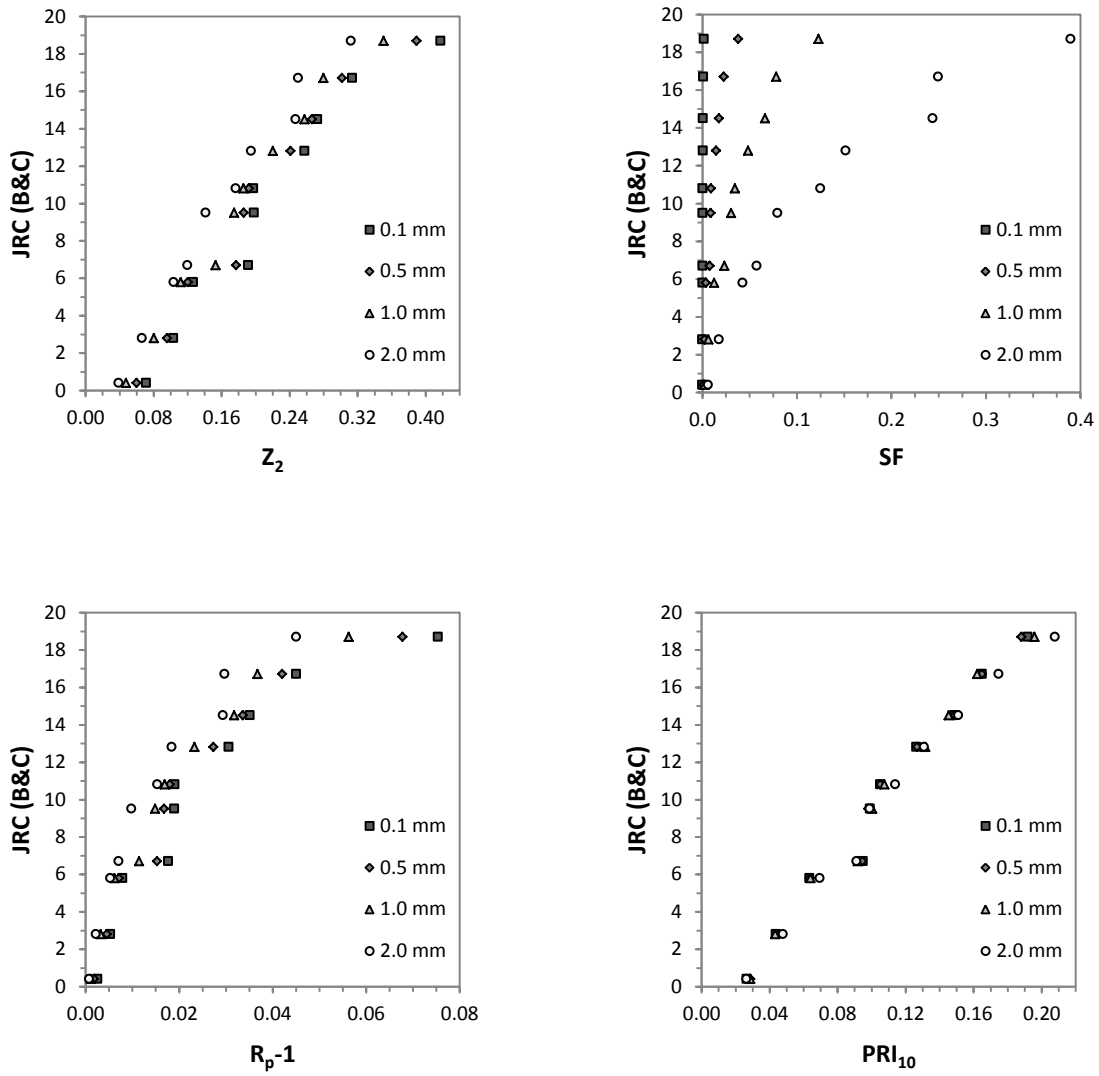 20
18
16
14
12
10
8
6
4
2
0
JRC (B&C)
0.1 mm
0.5 mm
1.0 mm
2.0 mm
0.00 0.08 0.16 0.24 0.32 0.40
Z₂
20
18
16
14
12
10
8
6
4
2
0
JRC (B&C)
0.1 mm
0.5 mm
1.0 mm
2.0 mm
0.0 0.1 0.2 0.3 0.4
SF
20
18
16
14
12
10
8
6
4
2
0
JRC (B&C)
0.1 mm
0.5 mm
1.0 mm
2.0 mm
0.00 0.02 0.04 0.06 0.08
Rₚ-1
20
18
16
14
12
10
8
6
4
2
0
JRC (B&C)
0.1 mm
0.5 mm
1.0 mm
2.0 mm
0.00 0.04 0.08 0.12 0.16 0.20
PRI₁₀